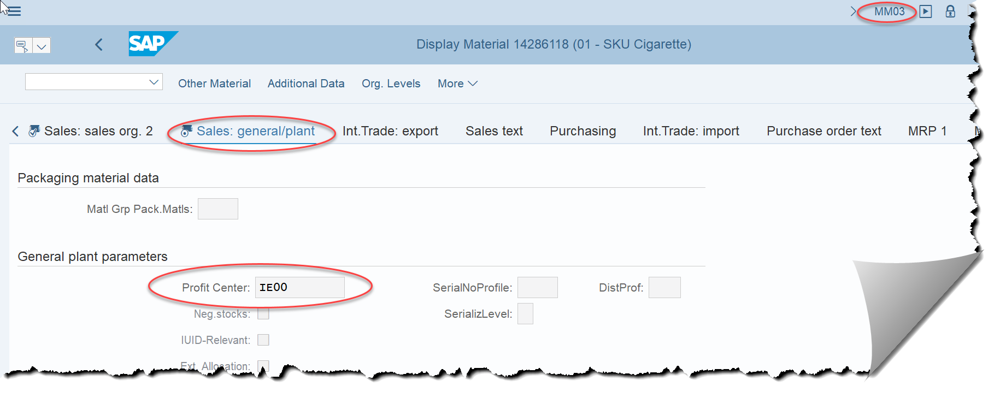 MM03
SAP
Display Material 14286118 (01 - SKU Cigarette)
Other Material Additional Data Org. Levels More
Sales: sales org. 2 Sales: general/plant Int.Trade: export Sales text Purchasing Int.Trade: import Purchase order text MRP 1
Packaging material data
Matl Grp Pack.Matls:
General plant parameters
Profit Center: IE00 SerialNoProfile: DistProf:
Neg.stocks: SerializLevel:
IUID-Relevant:
Ext. Allocation: